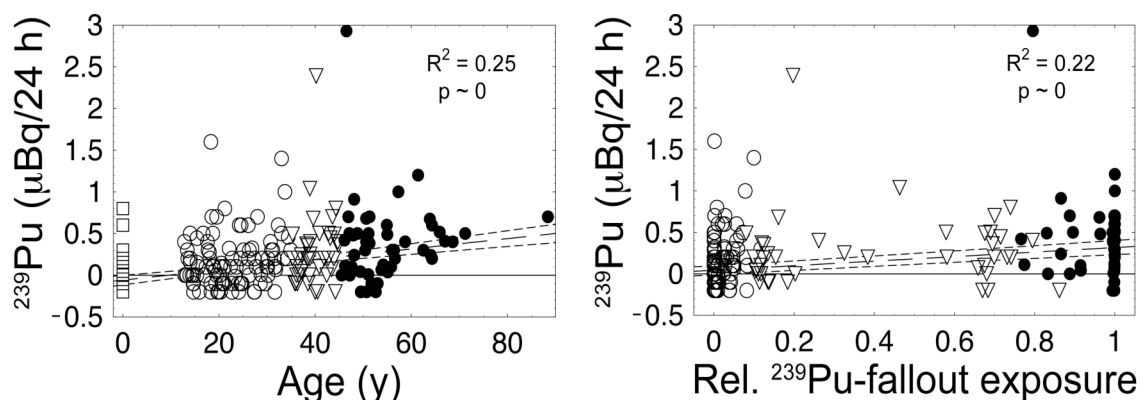 3
2.5
2
1.5
1
0.5
0
-0.5
²³⁹Pu (μBq/24 h)
R² = 0.25
p ~ 0
0 20 40 60 80
Age (y)
3
2.5
2
1.5
1
0.5
0
-0.5
²³⁹Pu (μBq/24 h)
R² = 0.22
p ~ 0
0 0.2 0.4 0.6 0.8 1
Rel. ²³⁹Pu-fallout exposure